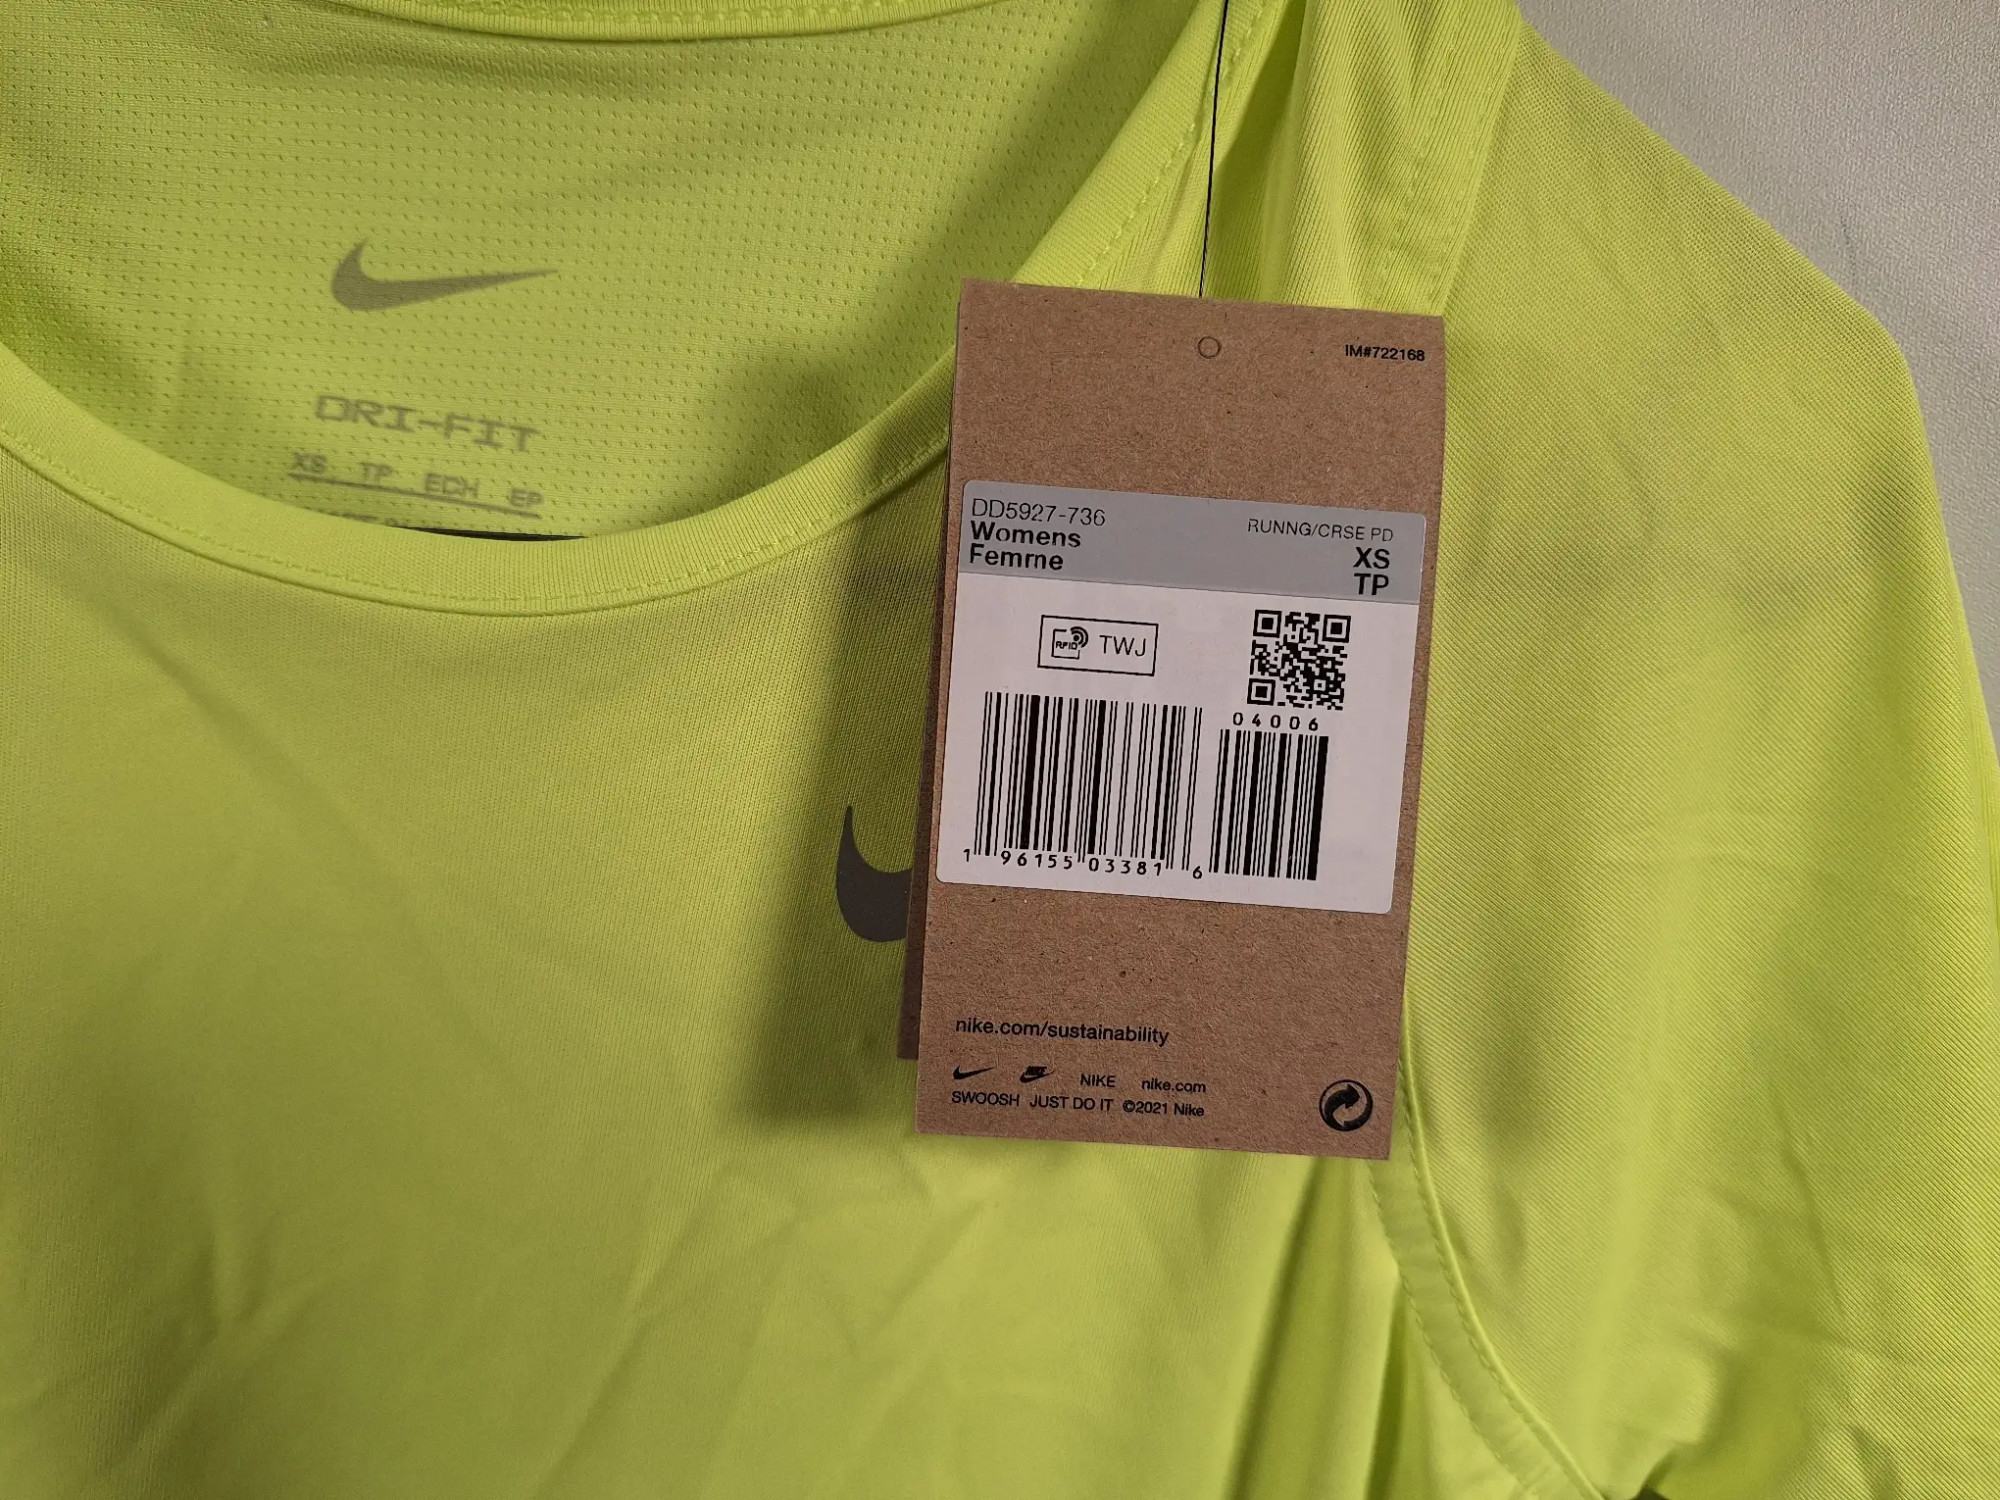 DRI-FIT
XS TP ECH EP
IM#722168
DD5927-736
RUNNG/CRSE PD
Womens
XS
Femme
TP
RFID TWJ
04006
1 96155 03381 6
nike.com/sustainability
NIKE nike.com
SWOOSH JUST DO IT ©2021 Nike